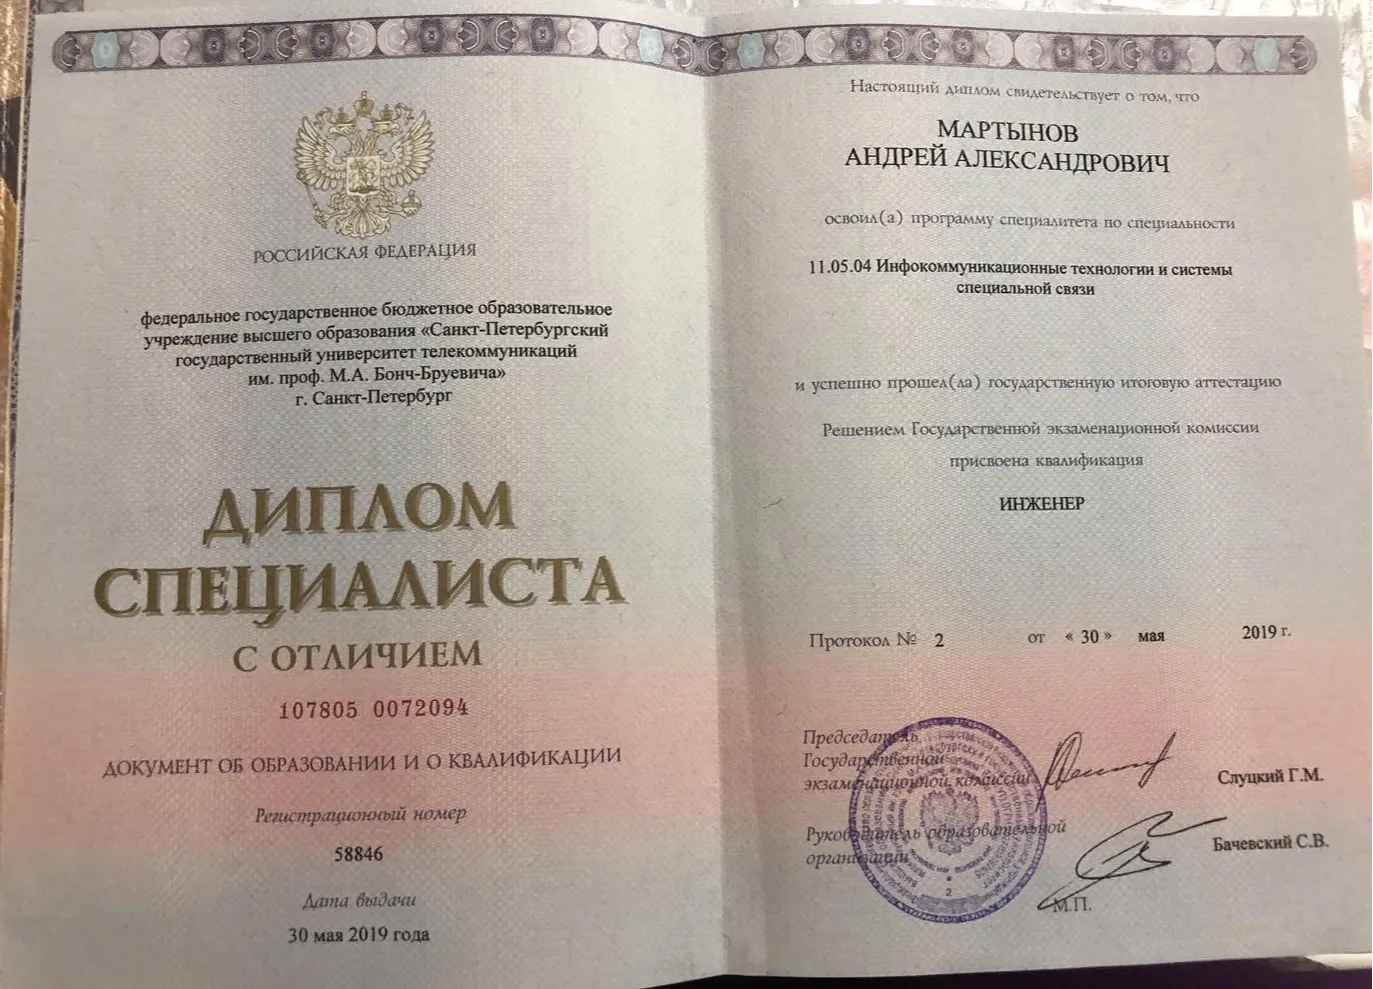 РОССИЙСКАЯ ФЕДЕРАЦИЯ
федеральное государственное бюджетное образовательное
учреждение высшего образования «Санкт-Петербургский
государственный университет телекоммуникаций
им. проф. М.А. Бонч-Бруевича»
г. Санкт-Петербург
ДИПЛОМ
СПЕЦИАЛИСТА
С ОТЛИЧИЕМ
107805 0072094
ДОКУМЕНТ ОБ ОБРАЗОВАНИИ И О КВАЛИФИКАЦИИ
Регистрационный номер
58846
Дата выдачи
30 мая 2019 года
Настоящий диплом свидетельствует о том, что
МАРТЫНОВ
АНДРЕЙ АЛЕКСАНДРОВИЧ
освоил(а) программу специалитета по специальности
11.05.04 Инфокоммуникационные технологии и системы
специальной связи
и успешно прошел(ла) государственную итоговую аттестацию
Решением Государственной экзаменационной комиссии
присвоена квалификация
ИНЖЕНЕР
Протокол № 2 от « 30 » мая 2019 г.
Председатель
Государственной
экзаменационной комиссии
Слуцкий Г.М.
Руководитель образовательной
организации
Бачевский С.В.
М.П.